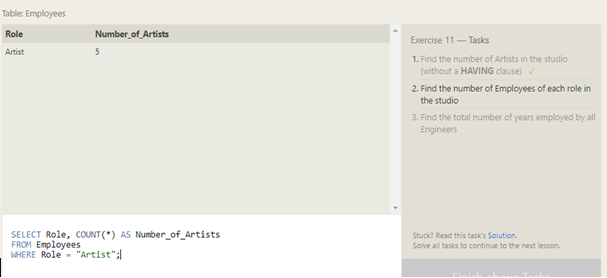 Table: Employees
Role Number_of_Artists
Artist 5
Exercise 11 — Tasks
1. Find the number of Artists in the studio
(without a HAVING clause) ✓
2. Find the number of Employees of each role in
the studio
3. Find the total number of years employed by all
Engineers
SELECT Role, COUNT(*) AS Number_of_Artists
FROM Employees
WHERE Role = "Artist";
Stuck? Read this task's Solution.
Solve all tasks to continue to the next lesson.
Finish above Tasks